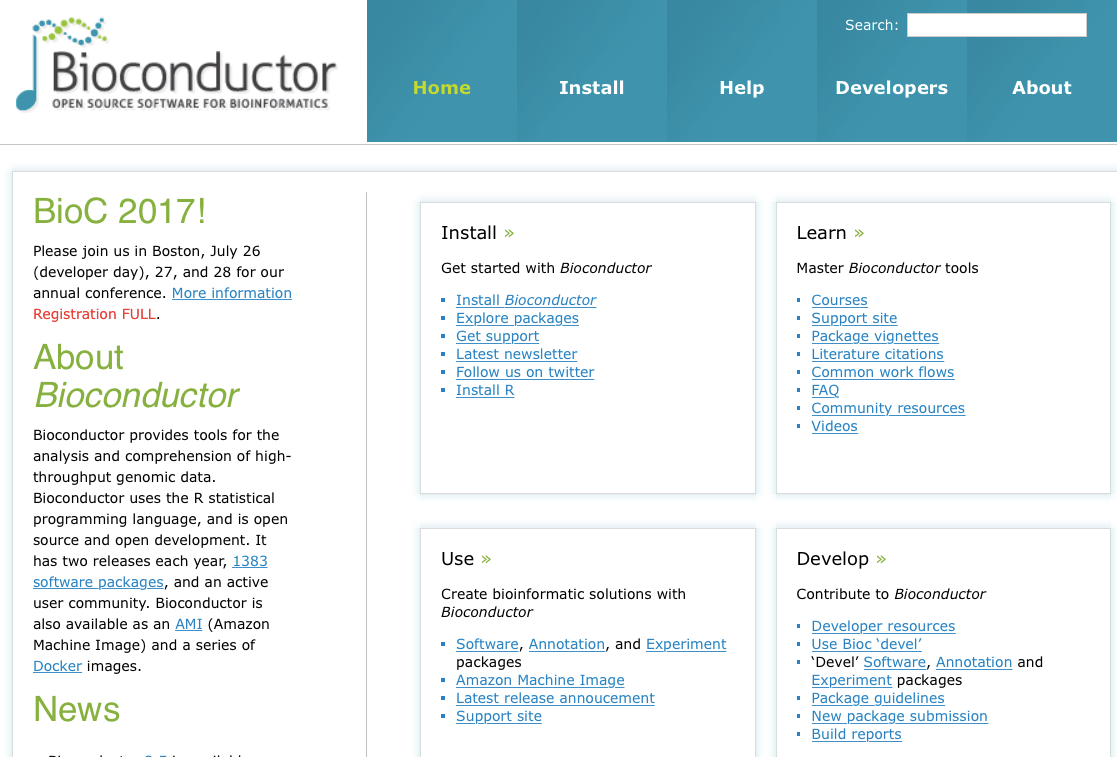 Bioconductor
OPEN SOURCE SOFTWARE FOR BIOINFORMATICS
Search:
Home
Install
Help
Developers
About
BioC 2017!
Please join us in Boston, July 26
(developer day), 27, and 28 for our
annual conference. More information
Registration FULL.
About
Bioconductor
Bioconductor provides tools for the
analysis and comprehension of high-
throughput genomic data.
Bioconductor uses the R statistical
programming language, and is open
source and open development. It
has two releases each year, 1383
software packages, and an active
user community. Bioconductor is
also available as an AMI (Amazon
Machine Image) and a series of
Docker images.
News
Install »
Get started with Bioconductor
Install Bioconductor
Explore packages
Get support
Latest newsletter
Follow us on twitter
Install R
Learn »
Master Bioconductor tools
Courses
Support site
Package vignettes
Literature citations
Common work flows
FAQ
Community resources
Videos
Use »
Create bioinformatic solutions with
Bioconductor
Software, Annotation, and Experiment
packages
Amazon Machine Image
Latest release annoucement
Support site
Develop »
Contribute to Bioconductor
Developer resources
Use Bioc ‘devel’
‘Devel’ Software, Annotation and
Experiment packages
Package guidelines
New package submission
Build reports